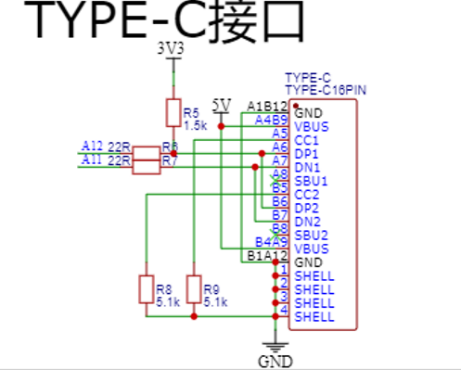 TYPE-C接口
3V3
TYPE-C
TYPE-C16PIN
R5
1.5k
5V
A1B12 GND
A4B9 VBUS
A5 CC1
A12 22R R6
A6 DP1
A11 22R R7
A7 DN1
A8 SBU1
B5 CC2
B6 DP2
B7 DN2
B8 SBU2
B4A9 VBUS
B1A12 GND
1 SHELL
2 SHELL
3 SHELL
4 SHELL
R8
5.1k
R9
5.1k
GND